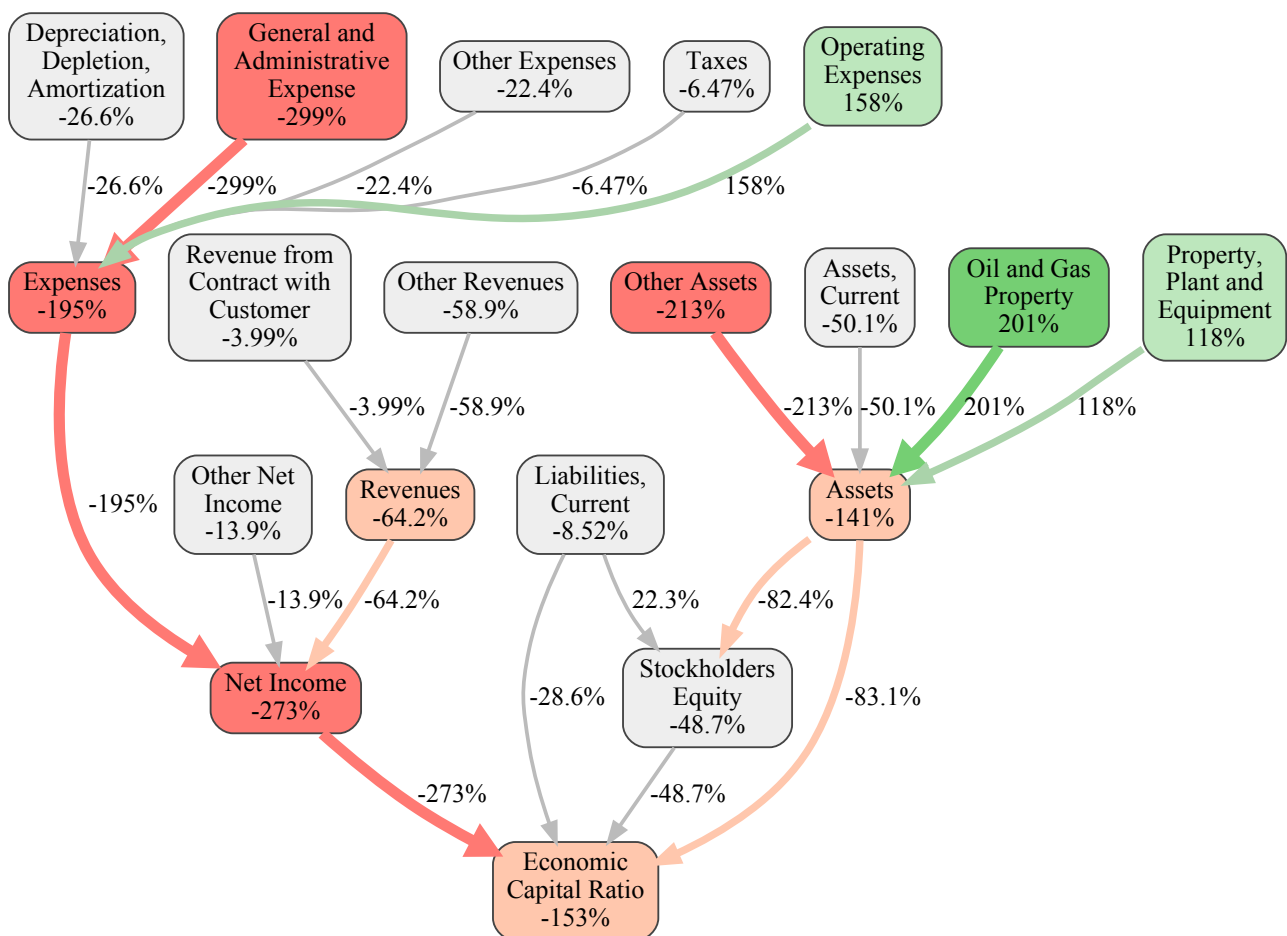 Depreciation,
Depletion,
Amortization
-26.6%
General and
Administrative
Expense
-299%
Other Expenses
-22.4%
Taxes
-6.47%
Operating
Expenses
158%
-26.6%
-299%
-22.4%
-6.47%
158%
Expenses
-195%
Revenue from
Contract with
Customer
-3.99%
Other Revenues
-58.9%
Other Assets
-213%
Assets,
Current
-50.1%
Oil and Gas
Property
201%
Property,
Plant and
Equipment
118%
-3.99%
-58.9%
-213%
-50.1%
201%
118%
-195%
Other Net
Income
-13.9%
Revenues
-64.2%
Liabilities,
Current
-8.52%
Assets
-141%
-13.9%
-64.2%
22.3%
-82.4%
Net Income
-273%
-28.6%
Stockholders
Equity
-48.7%
-83.1%
-273%
-48.7%
Economic
Capital Ratio
-153%